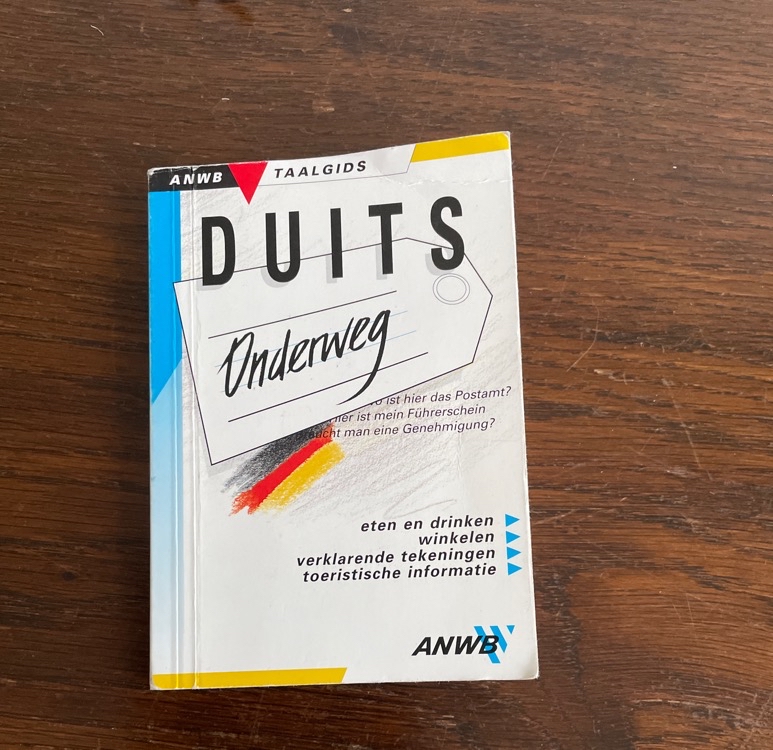 ANWB TAALGIDS
DUITS
Onderweg
ist hier das Postamt?
hier ist mein Führerschein
man eine Genehmigung?
eten en drinken
winkelen
verklarende tekeningen
toeristische informatie
ANWB